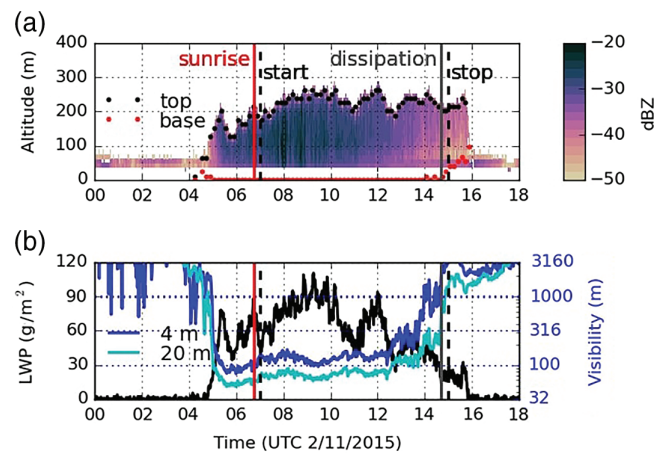 (a)
400
300
200
100
0
Altitude (m)
sunrise
start
dissipation
stop
top
base
00 02 04 06 08 10 12 14 16 18
−20
−30
−40
−50
dBZ
(b)
120
90
60
30
0
LWP (g/m²)
4 m
20 m
3160
1000
316
100
32
Visibility (m)
00 02 04 06 08 10 12 14 16 18
Time (UTC 2/11/2015)